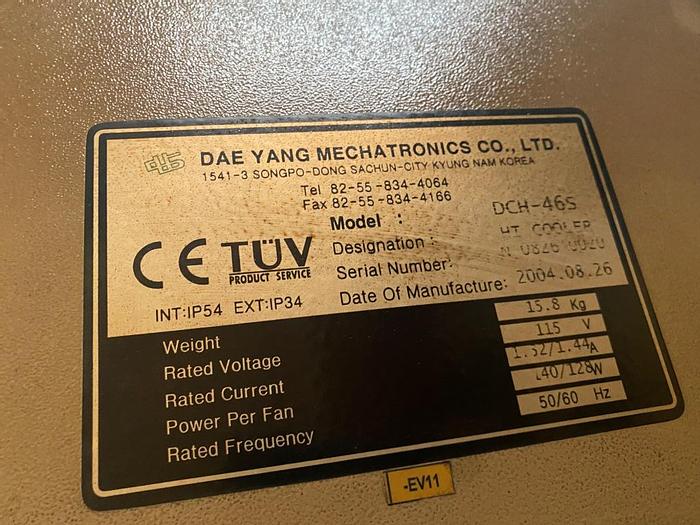 DAE YANG MECHATRONICS CO., LTD.
1541-3 SONGPO-DONG SACHUN-CITY KYUNG NAM KOREA
Tel 82-55-834-4064
Fax 82-55-834-4166
Model : DCH-46S
Designation : HT COOLER
Serial Number:
Date Of Manufacture: 2004.08.26
CE TÜV
PRODUCT SERVICE
INT:IP54 EXT:IP34
Weight 15.8 Kg
Rated Voltage 115 V
Rated Current 1.32/1.44A
Power Per Fan 140/128W
Rated Frequency 50/60 Hz
-EV11